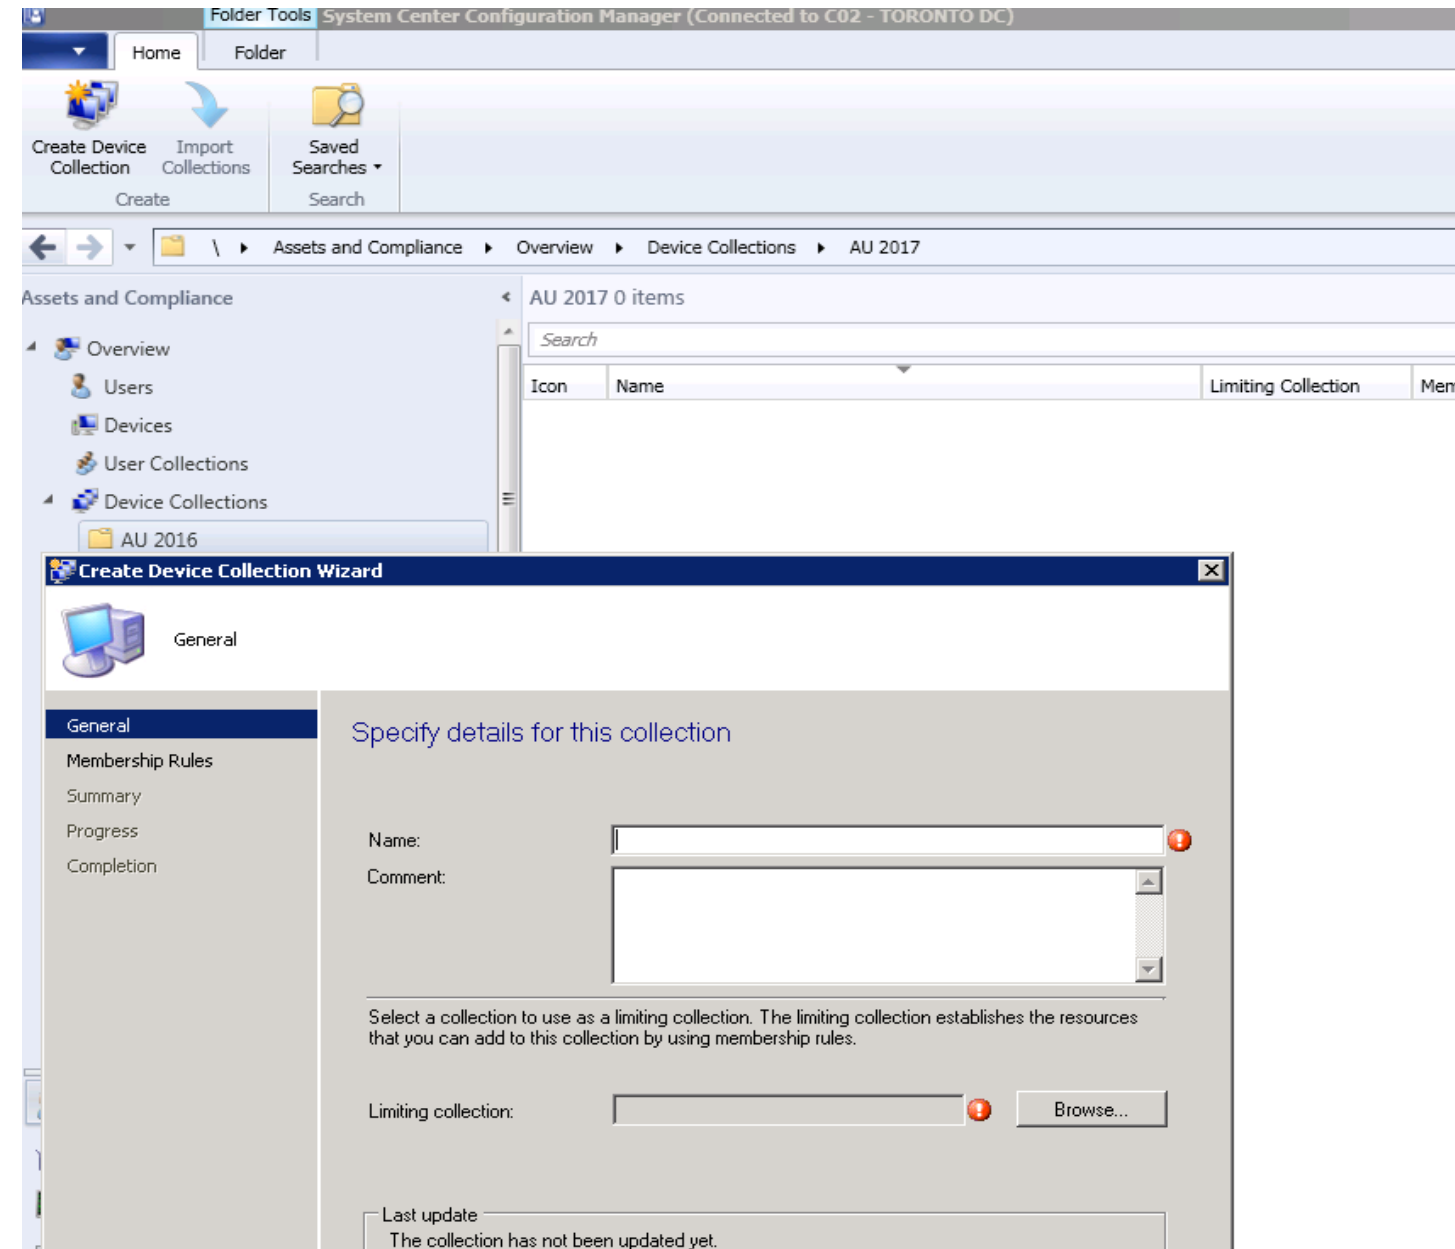 Folder Tools System Center Configuration Manager (Connected to C02 - TORONTO DC)
Home Folder
Create Device Collection
Import Collections
Saved Searches
Create
Search
\ Assets and Compliance Overview Device Collections AU 2017
Assets and Compliance
AU 2017 0 items
Search
Icon Name Limiting Collection
Overview
Users
Devices
User Collections
Device Collections
AU 2016
Create Device Collection Wizard
General
General
Membership Rules
Summary
Progress
Completion
Specify details for this collection
Name:
Comment:
Select a collection to use as a limiting collection. The limiting collection establishes the resources
that you can add to this collection by using membership rules.
Limiting collection:
Browse...
Last update
The collection has not been updated yet.